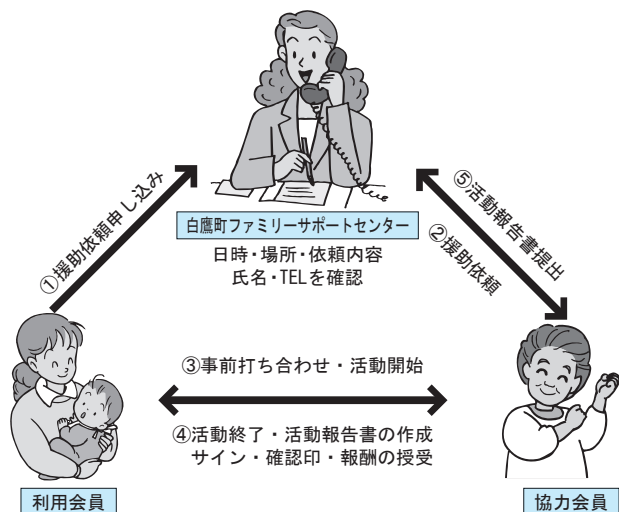 ①援助依頼申し込み
⑤活動報告書提出
②援助依頼
白鷹町ファミリーサポートセンター
日時・場所・依頼内容
氏名・TELを確認
③事前打ち合わせ・活動開始
④活動終了・活動報告書の作成
サイン・確認印・報酬の授受
利用会員
協力会員